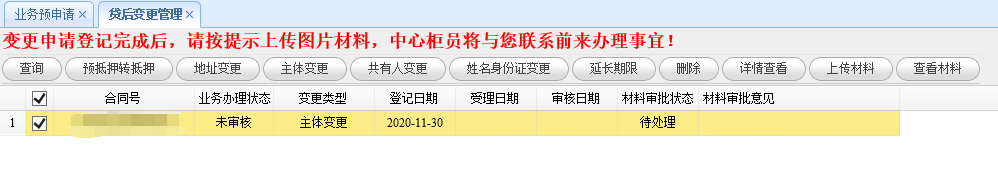 业务预申请 × 贷后变更管理 ×
变更申请登记完成后，请按提示上传图片材料，中心柜员将与您联系前来办理事宜！
查询 预抵押转抵押 地址变更 主体变更 共有人变更 姓名身份证变更 延长期限 删除 详情查看 上传材料 查看材料
合同号 业务办理状态 变更类型 登记日期 受理日期 审核日期 材料审批状态 材料审批意见
1 未审核 主体变更 2020-11-30 待处理